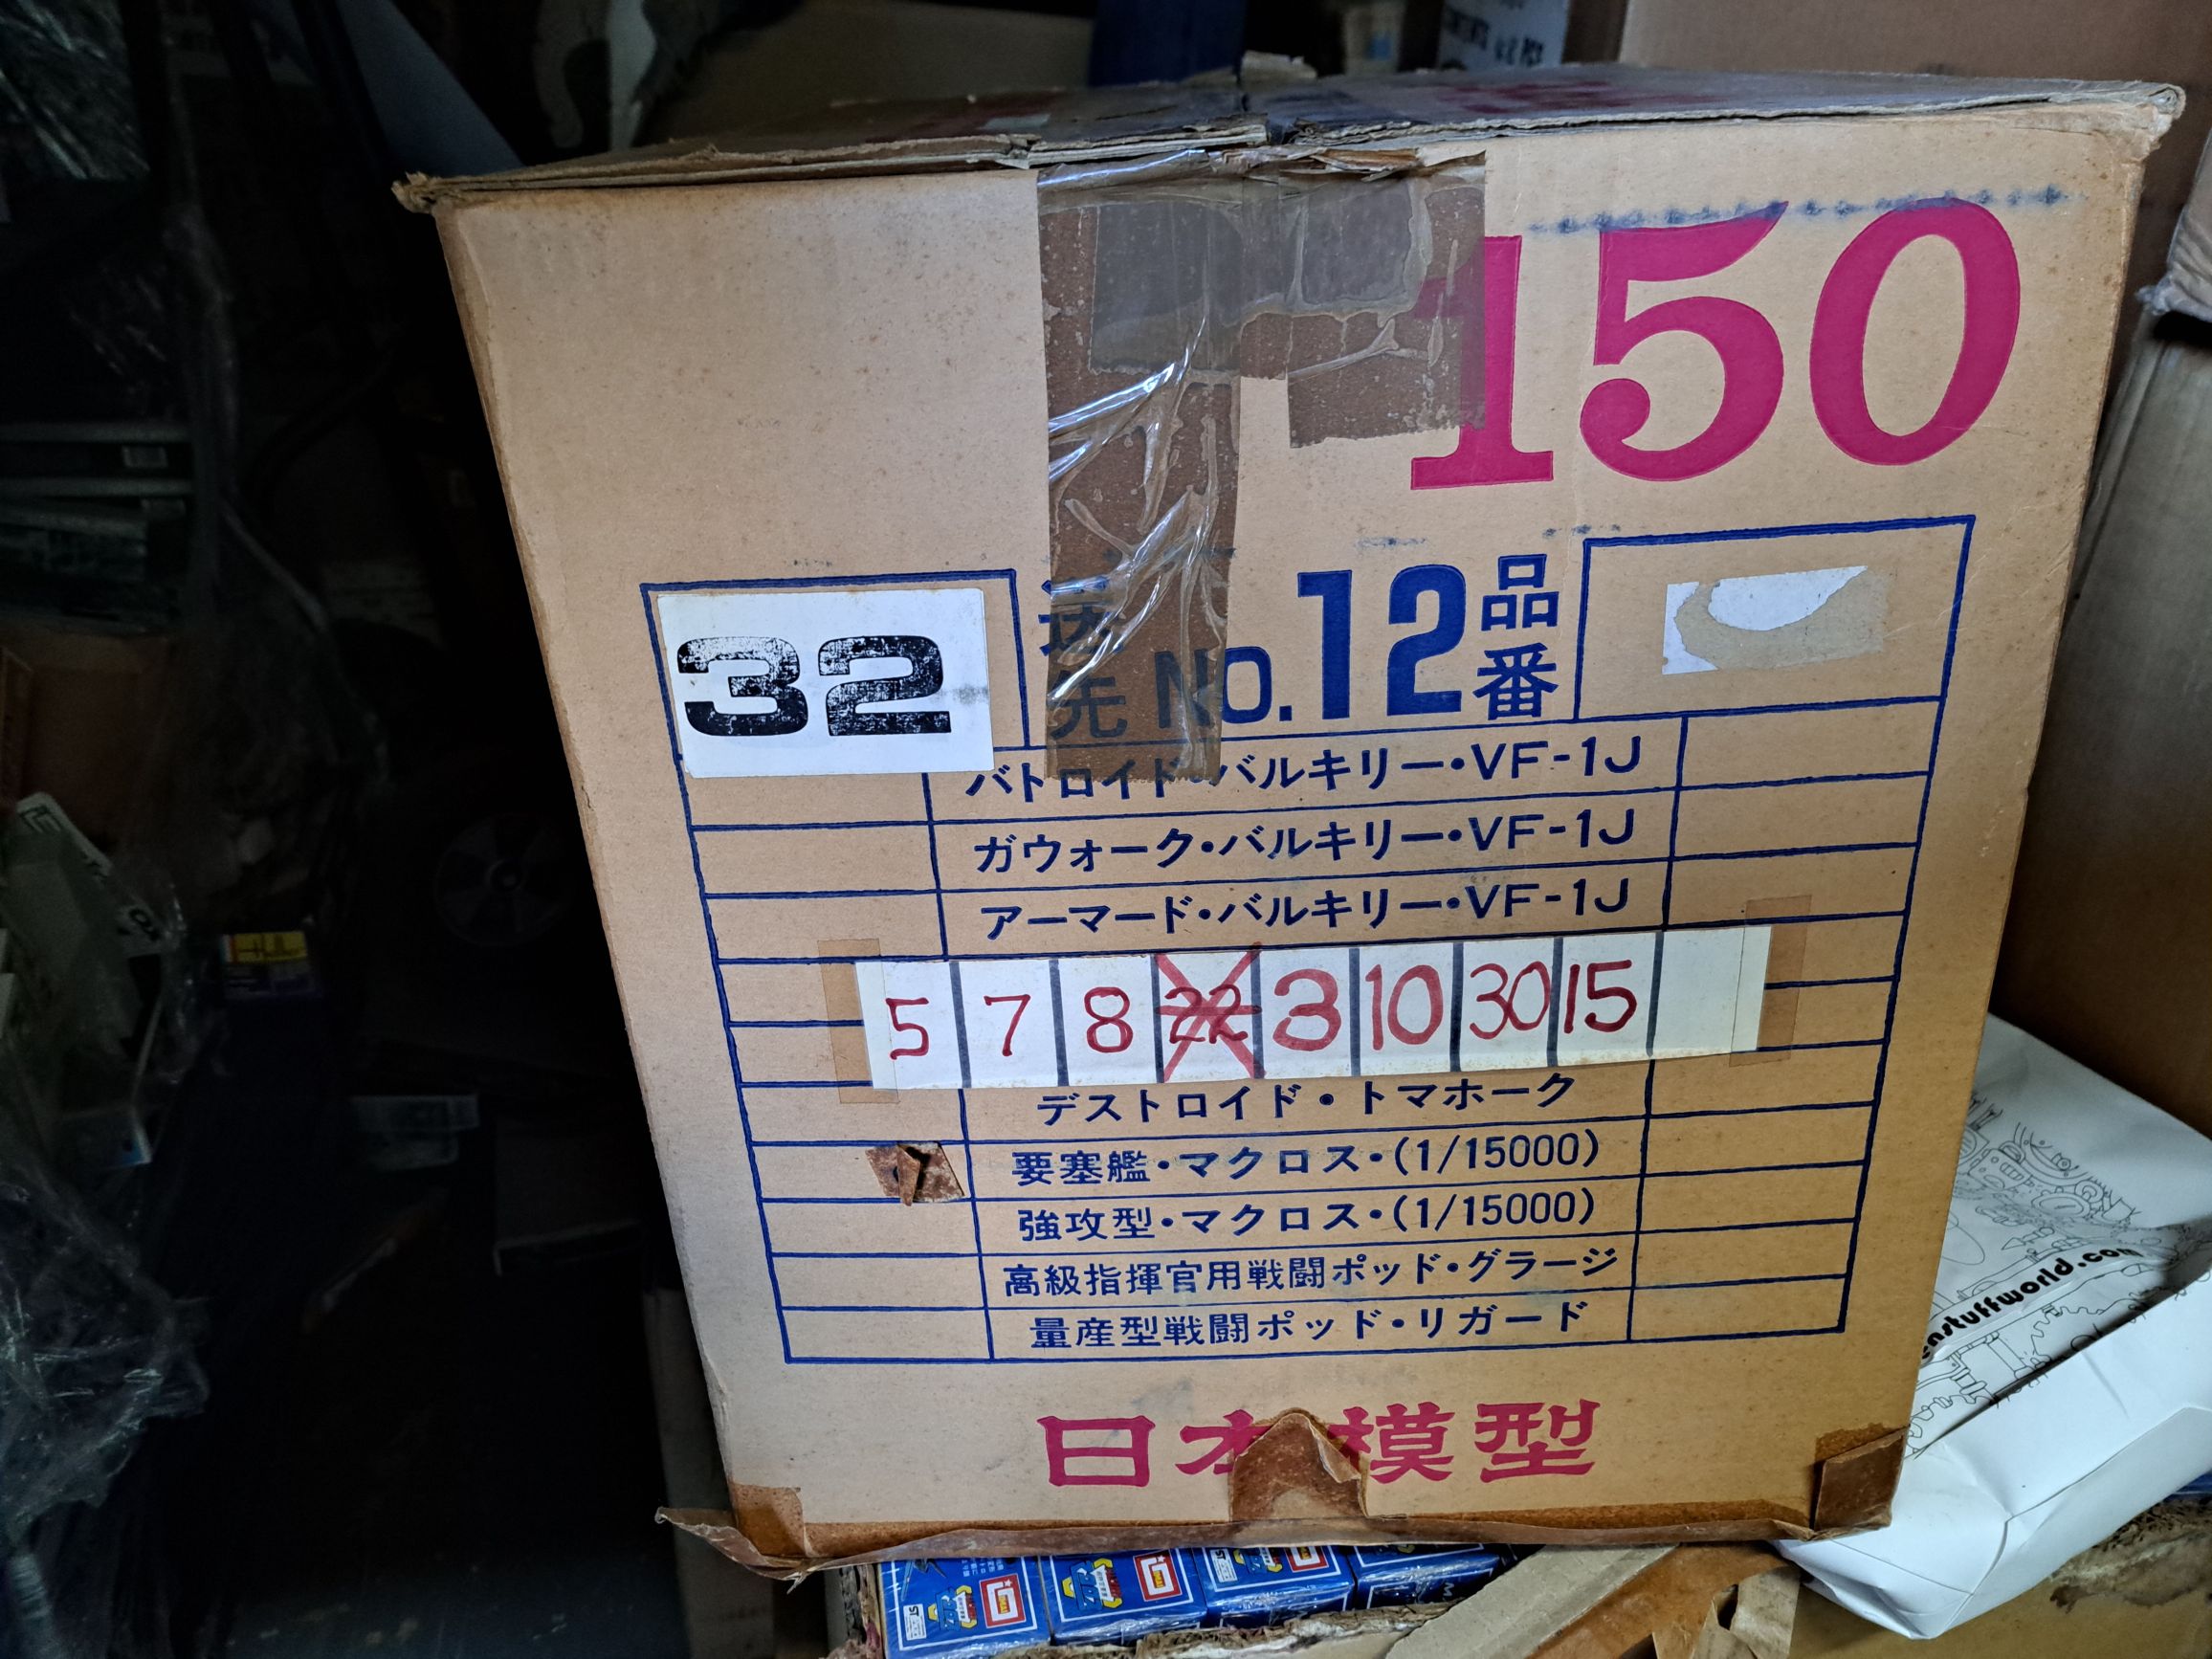 150
32
送先 No.12 品番
バトロイド・バルキリー・VF-1J
ガウォーク・バルキリー・VF-1J
アーマード・バルキリー・VF-1J
5 7 8 22 3 10 30 15
デストロイド・トマホーク
要塞艦・マクロス・(1/15000)
強攻型・マクロス・(1/15000)
高級指揮官用戦闘ポッド・グラージ
量産型戦闘ポッド・リガード
日本模型